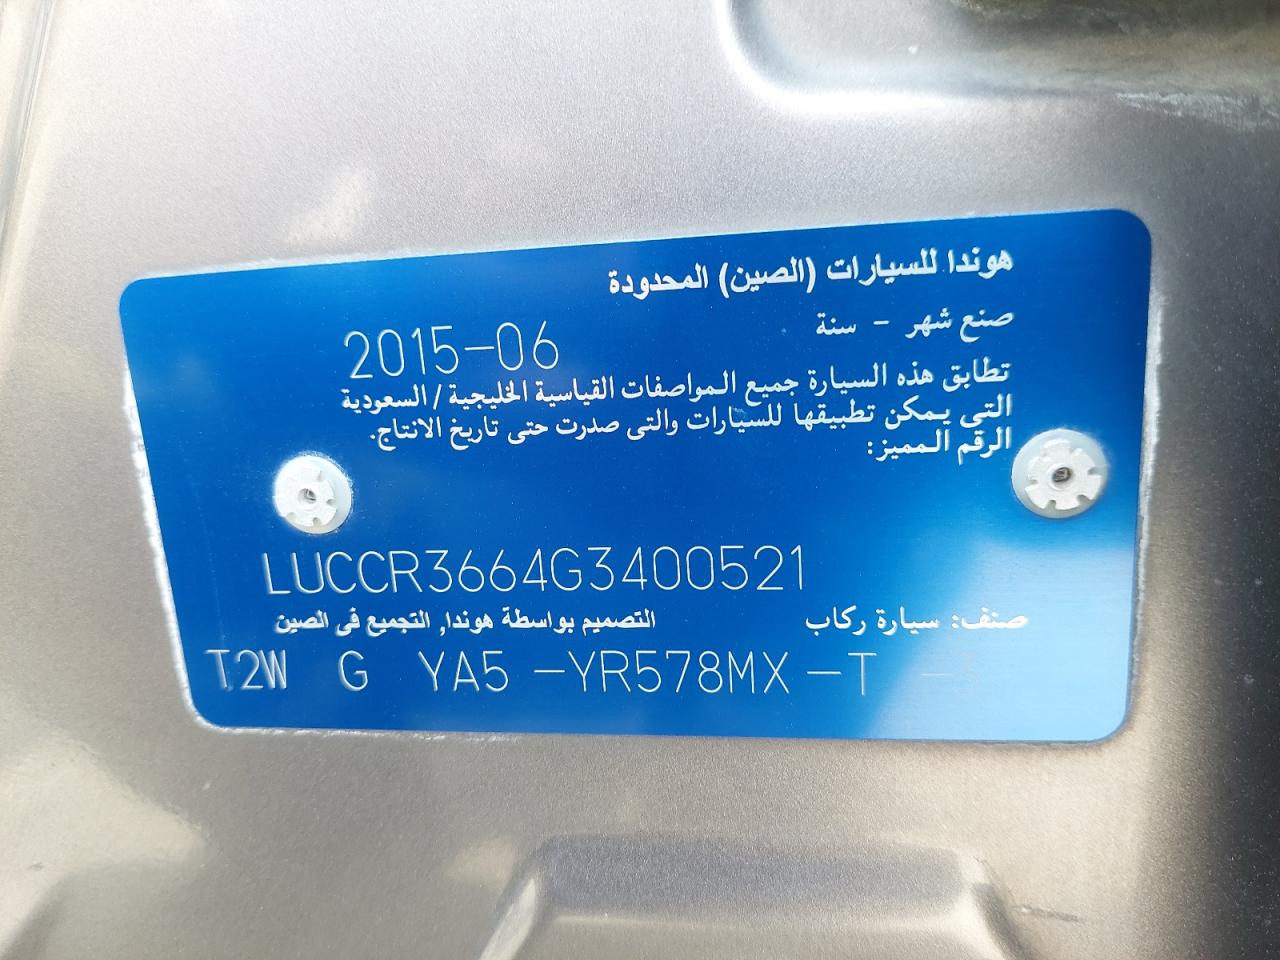 هوندا للسيارات (الصين) المحدودة
صنع شهر - سنة
2015-06
تطابق هذه السيارة جميع المواصفات القياسية الخليجية / السعودية
التى يمكن تطبيقها للسيارات والتى صدرت حتى تاريخ الانتاج.
الرقم المميز:
LUCCR3664G3400521
صنف: سيارة ركاب التصميم بواسطة هوندا, التجميع فى الصين
T2W G YA5 -YR578MX -T -3